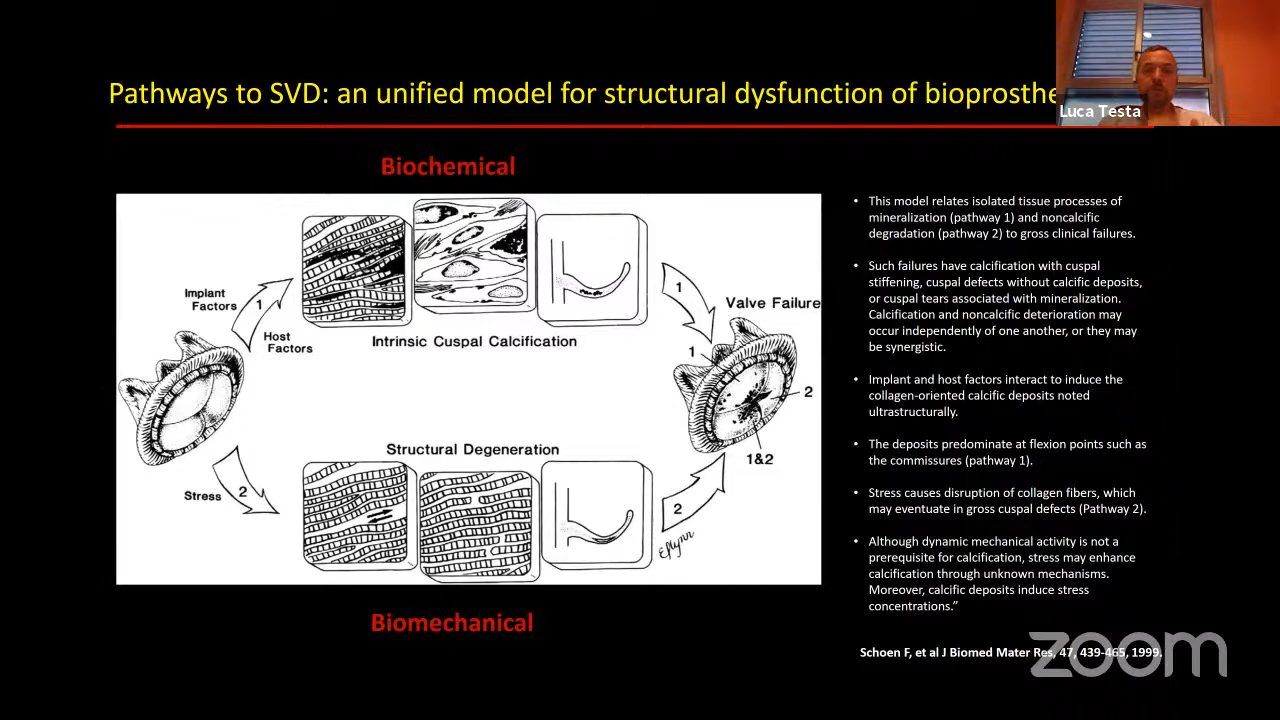 Pathways to SVD: an unified model for structural dysfunction of bioprosthe
Luca Testa
Biochemical
Implant
Factors
1
Host
Factors
Intrinsic Cuspal Calcification
1
Valve Failure
1
2
1&2
Structural Degeneration
Stress
2
2
Biomechanical
• This model relates isolated tissue processes of
mineralization (pathway 1) and noncalcific
degradation (pathway 2) to gross clinical failures.
• Such failures have calcification with cuspal
stiffening, cuspal defects without calcific deposits,
or cuspal tears associated with mineralization.
Calcification and noncalcific deterioration may
occur independently of one another, or they may
be synergistic.
• Implant and host factors interact to induce the
collagen-oriented calcific deposits noted
ultrastructurally.
• The deposits predominate at flexion points such as
the commissures (pathway 1).
• Stress causes disruption of collagen fibers, which
may eventuate in gross cuspal defects (Pathway 2).
• Although dynamic mechanical activity is not a
prerequisite for calcification, stress may enhance
calcification through unknown mechanisms.
Moreover, calcific deposits induce stress
concentrations.”
Schoen F, et al J Biomed Mater Res, 47, 439-465, 1999.
zoom